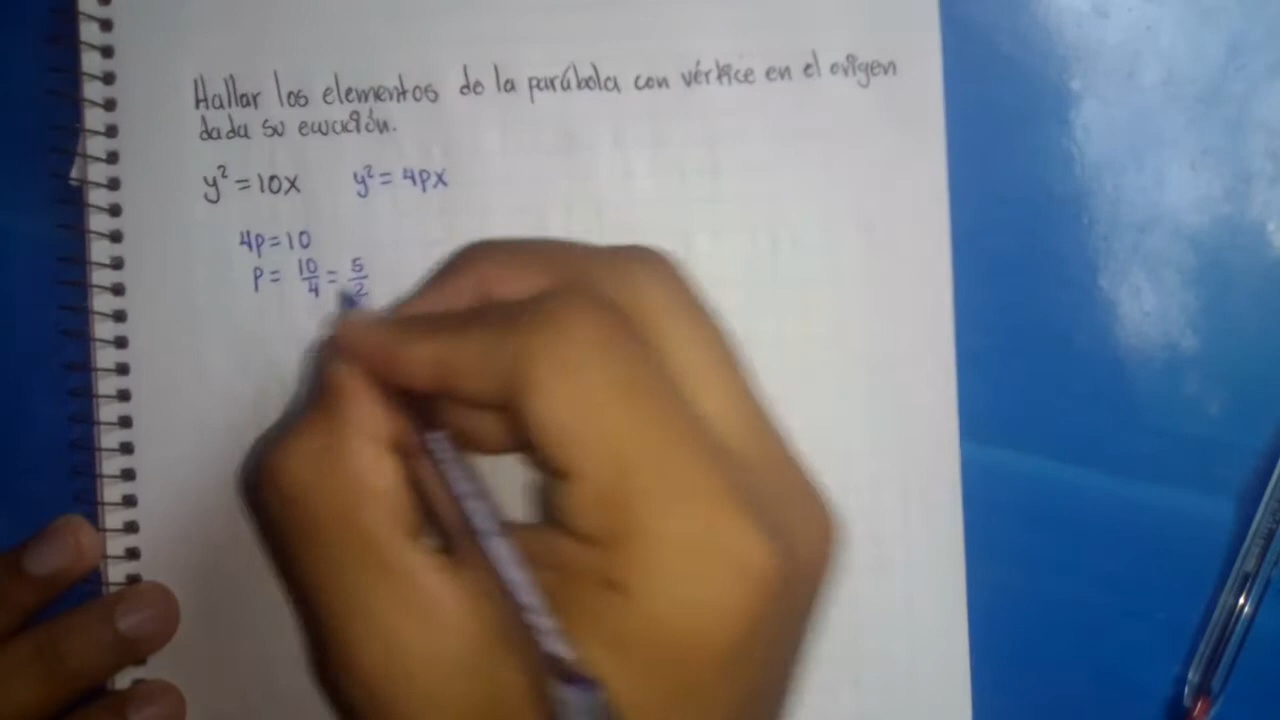 Hallar los elementos de la parábola con vértice en el origen
dada su ecuación.
y² = 10x y² = 4px
4p = 10
p = 10/4 = 5/2